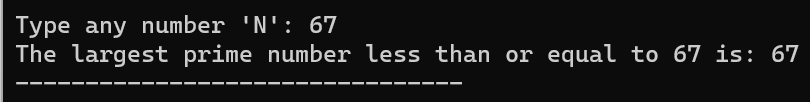 Type any number 'N': 67
The largest prime number less than or equal to 67 is: 67
--------------------------------